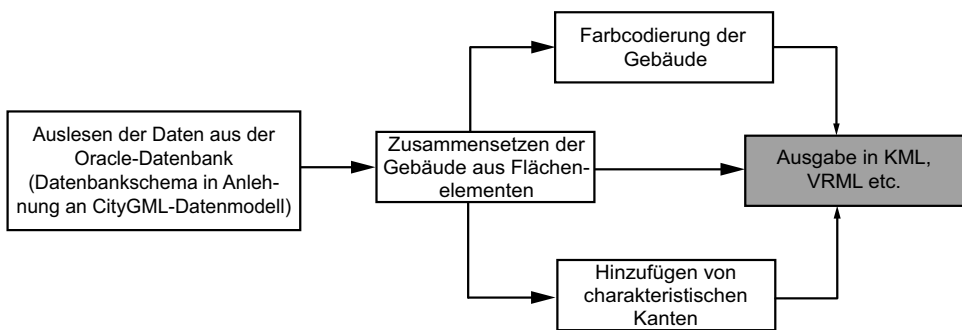 Auslesen der Daten aus der
Oracle-Datenbank
(Datenbankschema in Anleh-
nung an CityGML-Datenmodell)
Zusammensetzen der
Gebäude aus Flächen-
elementen
Farbcodierung der
Gebäude
Hinzufügen von
charakteristischen
Kanten
Ausgabe in KML,
VRML etc.